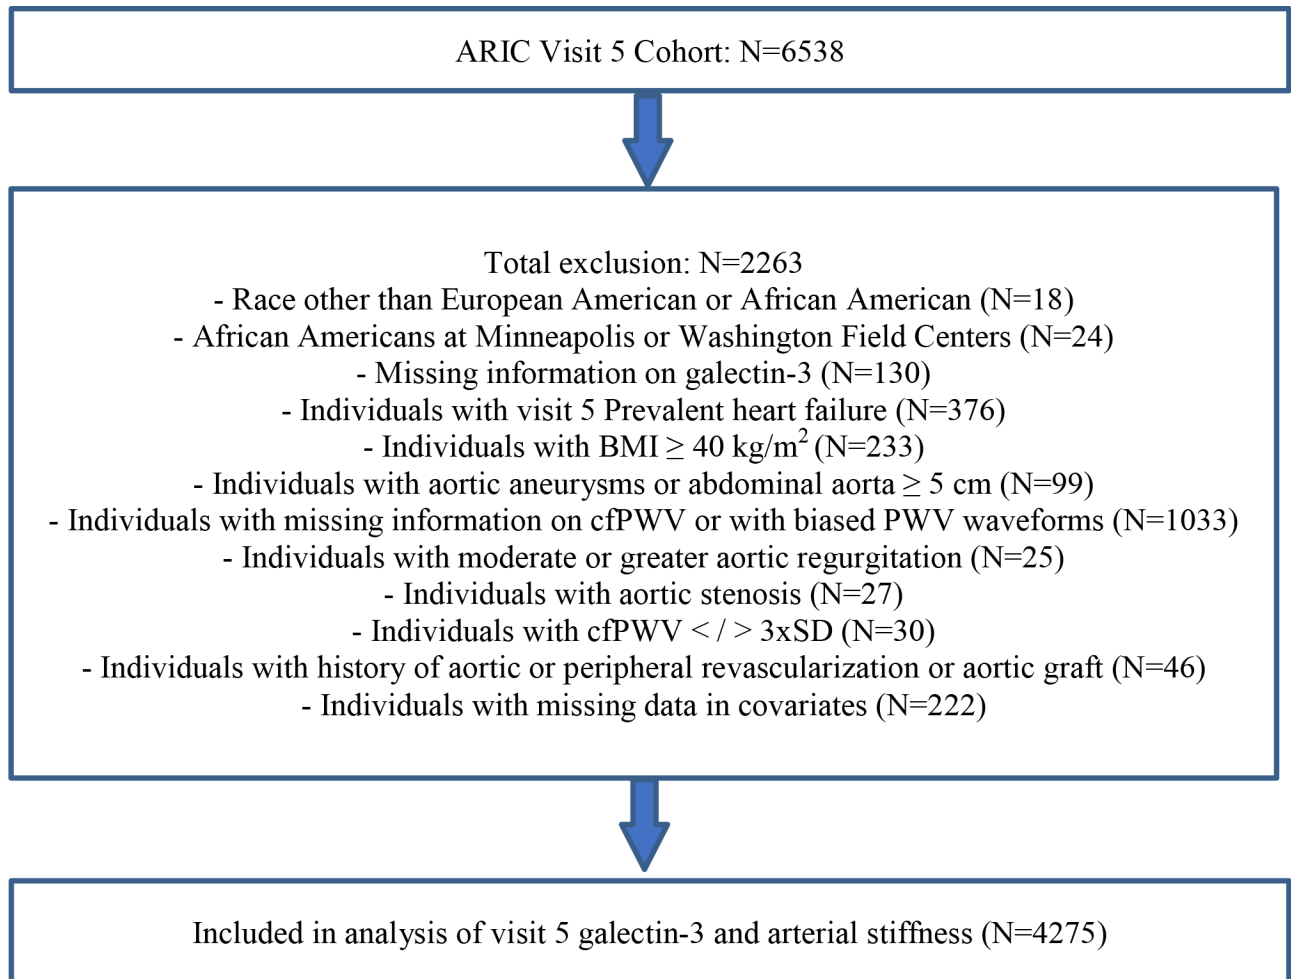 ARIC Visit 5 Cohort: N=6538
Total exclusion: N=2263
- Race other than European American or African American (N=18)
- African Americans at Minneapolis or Washington Field Centers (N=24)
- Missing information on galectin-3 (N=130)
- Individuals with visit 5 Prevalent heart failure (N=376)
- Individuals with BMI ≥ 40 kg/m² (N=233)
- Individuals with aortic aneurysms or abdominal aorta ≥ 5 cm (N=99)
- Individuals with missing information on cfPWV or with biased PWV waveforms (N=1033)
- Individuals with moderate or greater aortic regurgitation (N=25)
- Individuals with aortic stenosis (N=27)
- Individuals with cfPWV < / > 3xSD (N=30)
- Individuals with history of aortic or peripheral revascularization or aortic graft (N=46)
- Individuals with missing data in covariates (N=222)
Included in analysis of visit 5 galectin-3 and arterial stiffness (N=4275)